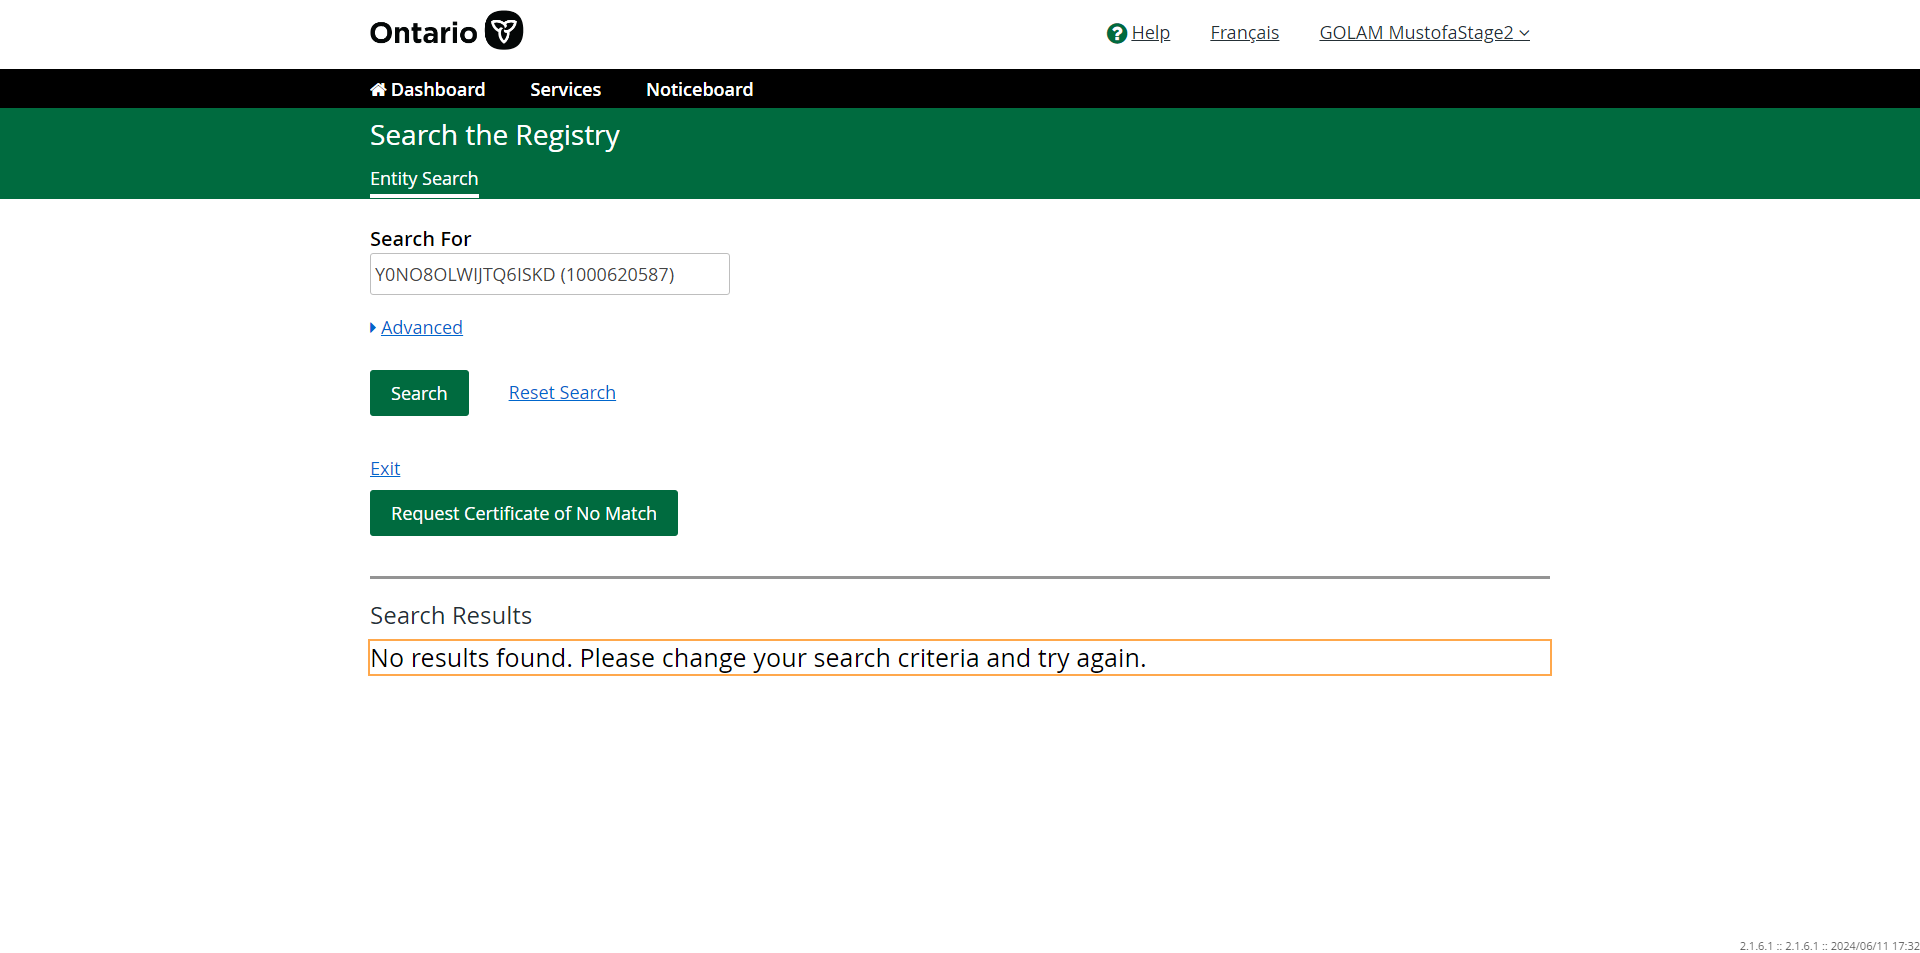 Ontario
Help Français GOLAM MustofaStage2
Dashboard Services Noticeboard
Search the Registry
Entity Search
Search For
Y0NO8OLWIJTQ6ISKD (1000620587)
Advanced
Search Reset Search
Exit
Request Certificate of No Match
Search Results
No results found. Please change your search criteria and try again.
2.1.6.1 :: 2.1.6.1 :: 2024/06/11 17:32